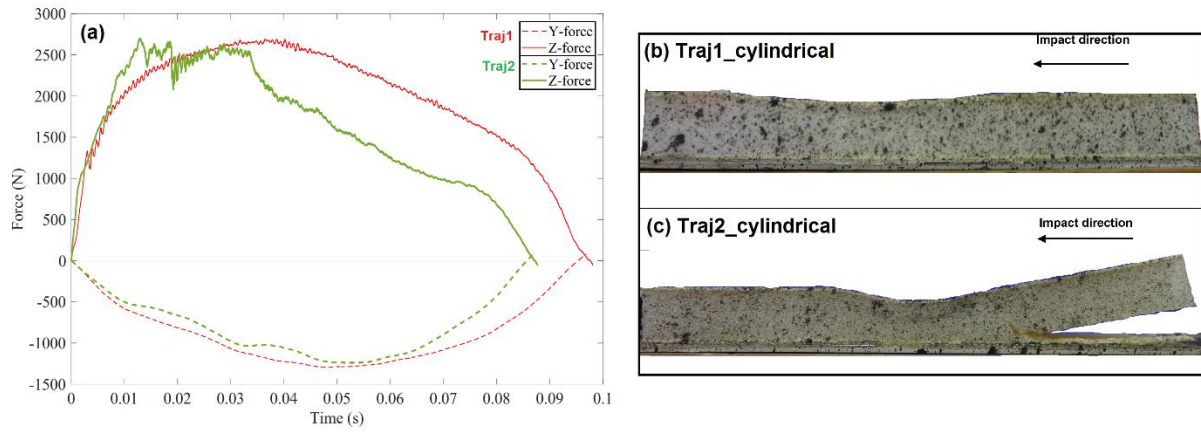 (a)
Traj1
Y-force
Z-force
Traj2
Y-force
Z-force
3000
2500
2000
1500
1000
500
0
-500
-1000
-1500
Force (N)
0
0.01
0.02
0.03
0.04
0.05
0.06
0.07
0.08
0.09
0.1
Time (s)
(b) Traj1_cylindrical
Impact direction
(c) Traj2_cylindrical
Impact direction